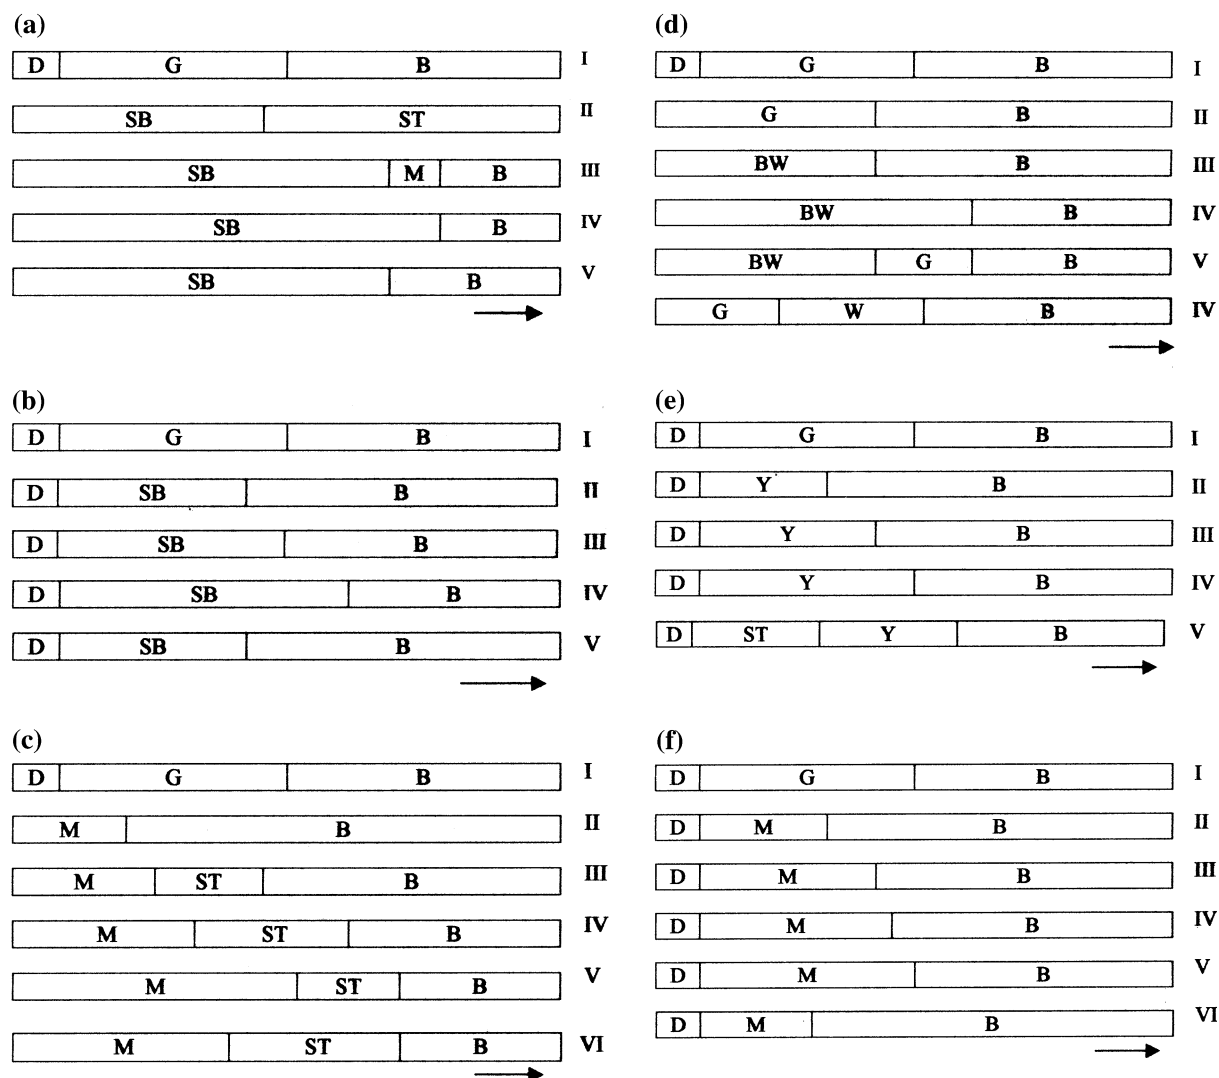 (a)
D G B I
SB ST II
SB M B III
SB B IV
SB B V
(b)
D G B I
D SB B II
D SB B III
D SB B IV
D SB B V
(c)
D G B I
M B II
M ST B III
M ST B IV
M ST B V
M ST B VI
(d)
D G B I
G B II
BW B III
BW B IV
BW G B V
G W B IV
(e)
D G B I
D Y B II
D Y B III
D Y B IV
D ST Y B V
(f)
D G B I
D M B II
D M B III
D M B IV
D M B V
D M B VI